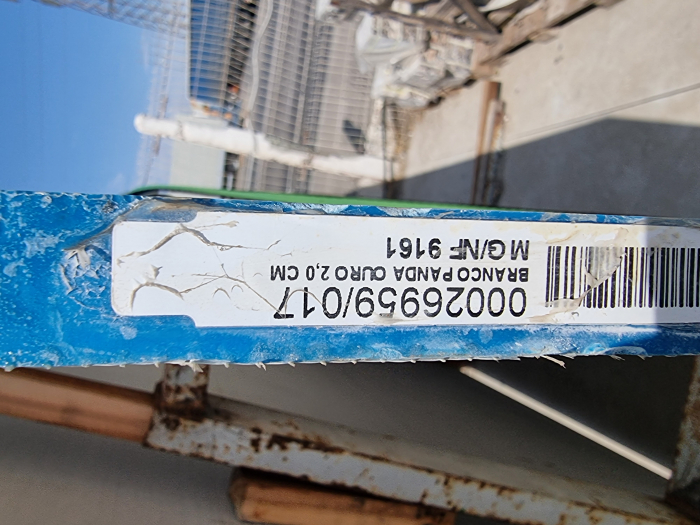 00026959/017
BRANCO PANDA OURO 2,0 CM
MG/NF 9161